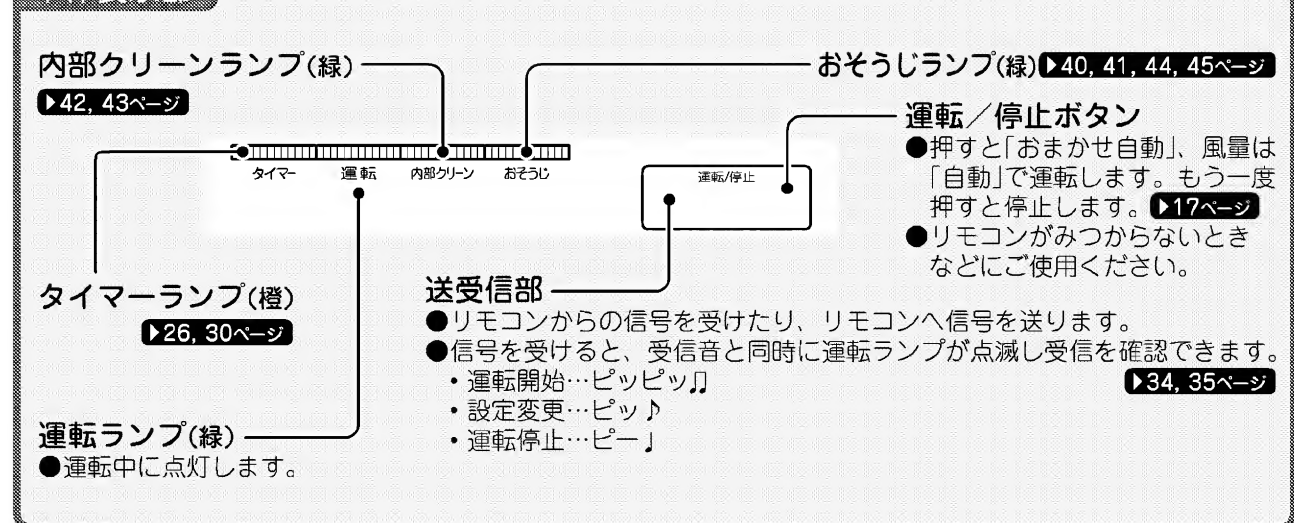 内部クリーンランプ(緑)
▶42, 43ページ
おそうじランプ(緑)▶40, 41, 44, 45ページ
運転/停止ボタン
●押すと「おまかせ自動」、風量は
「自動」で運転します。もう一度
押すと停止します。▶17ページ
●リモコンがみつからないとき
などにご使用ください。
タイマー 運転 内部クリーン おそうじ
運転/停止
タイマーランプ(橙)
▶26, 30ページ
送受信部
●リモコンからの信号を受けたり、リモコンへ信号を送ります。
●信号を受けると、受信音と同時に運転ランプが点滅し受信を確認できます。
▶34, 35ページ
・運転開始…ピッピッ♫
・設定変更…ピッ♪
・運転停止…ピー♩
運転ランプ(緑)
●運転中に点灯します。